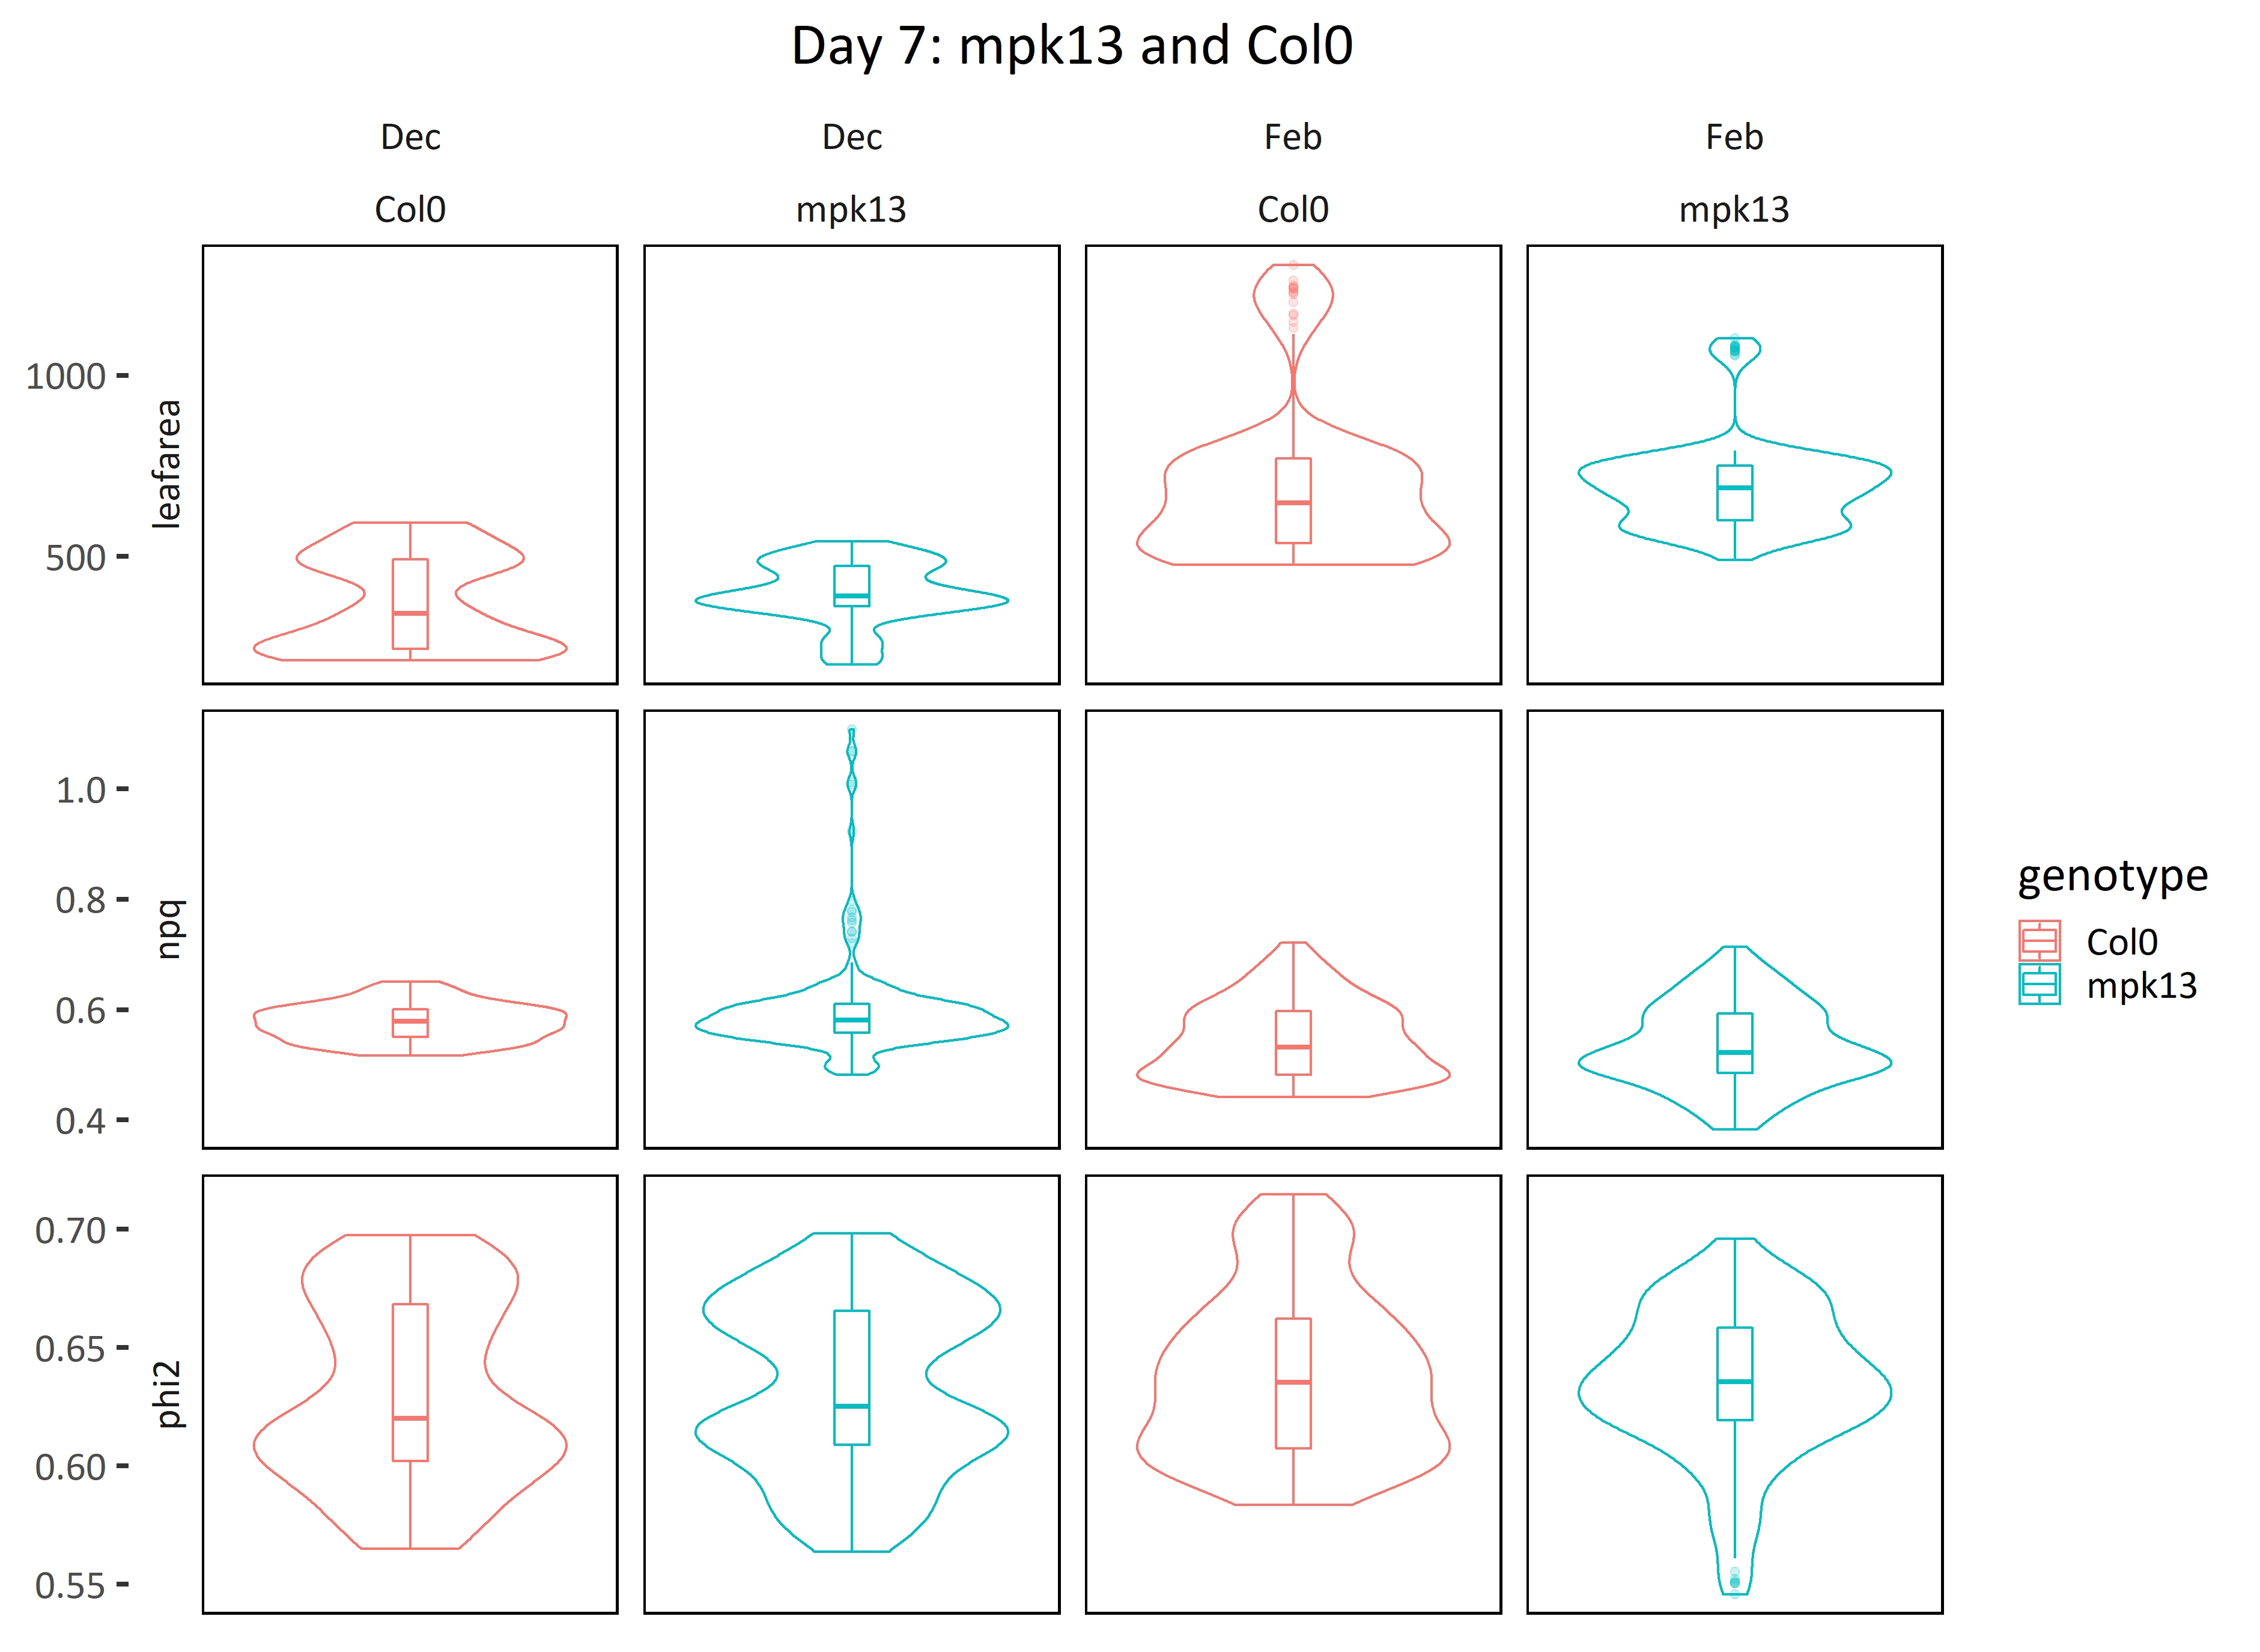 Day 7: mpk13 and Col0
Dec Dec Feb Feb
Col0 mpk13 Col0 mpk13
leafarea
1000
500
npq
1.0
0.8
0.6
0.4
phi2
0.70
0.65
0.60
0.55
genotype
Col0
mpk13